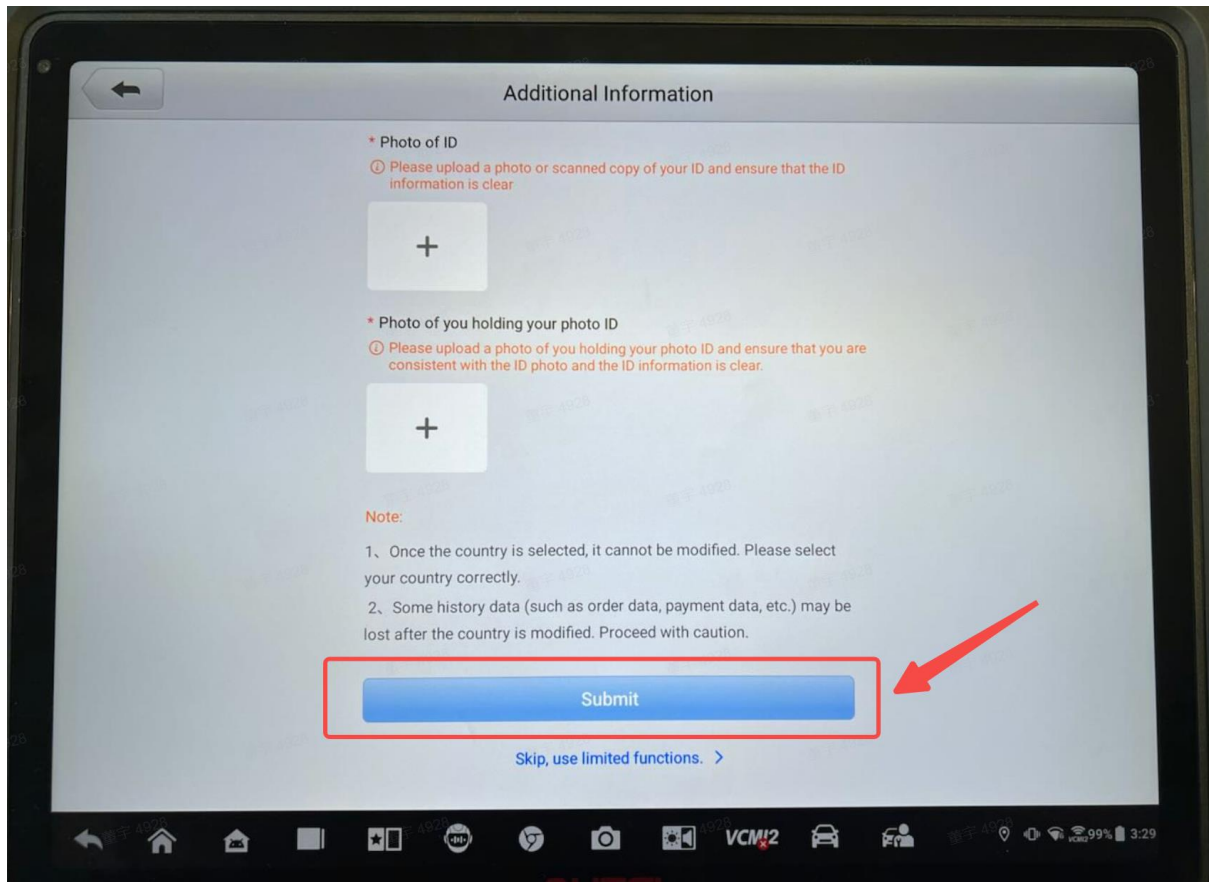 Additional Information
* Photo of ID
Please upload a photo or scanned copy of your ID and ensure that the ID
information is clear
+
* Photo of you holding your photo ID
Please upload a photo of you holding your photo ID and ensure that you are
consistent with the ID photo and the ID information is clear.
+
Note:
1、Once the country is selected, it cannot be modified. Please select
your country correctly.
2、Some history data (such as order data, payment data, etc.) may be
lost after the country is modified. Proceed with caution.
Submit
Skip, use limited functions. >
VCMI2
VCMI2 99% 3:29